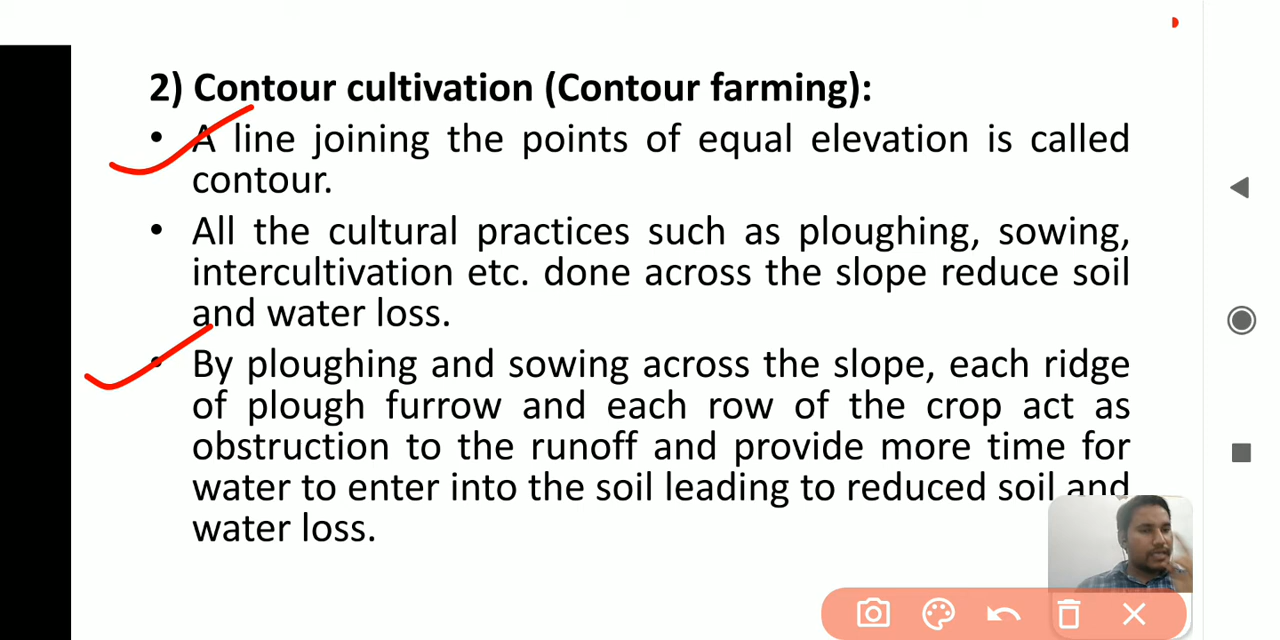 2) Contour cultivation (Contour farming):
• A line joining the points of equal elevation is called
contour.
• All the cultural practices such as ploughing, sowing,
intercultivation etc. done across the slope reduce soil
and water loss.
• By ploughing and sowing across the slope, each ridge
of plough furrow and each row of the crop act as
obstruction to the runoff and provide more time for
water to enter into the soil leading to reduced soil and
water loss.